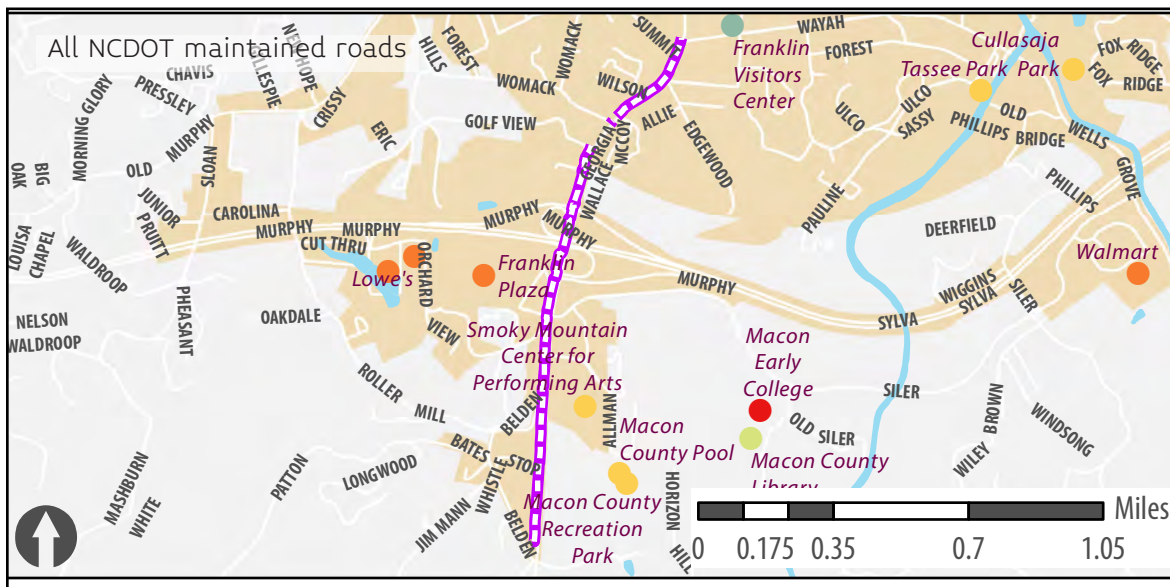 All NCDOT maintained roads
CHAVIS
PRESSLEY
MORNING GLORY
MURPHY
GILLESPIE
NEW HOPE
CRISSY
ERIC
HILLS
FOREST
WOMACK
WOMACK
GOLF VIEW
WILSON
SUMMIT
ALLIE
MCCOY
GEORGIA
WALLACE
EDGEWOOD
Franklin
Visitors
Center
WAYAH
FOREST
ULCO
ULCO
SASSY
PAULINE
Cullasaja
Park
Tassee Park
FOX
RIDGE
FOX
RIDGE
OLD
PHILLIPS
BRIDGE
WELLS
GROVE
PHILLIPS
DEERFIELD
BIG
OAK
OLD
SLOAN
JUNIOR
PRUITT
LOUISA
CHAPEL
WALDROOP
CAROLINA
MURPHY
MURPHY
CUT THRU
MURPHY
MURPHY
MURPHY
Lowe's
ORCHARD
VIEW
Franklin
Plaza
WIGGINS
SYLVA
SYLVA
SILER
Walmart
NELSON
WALDROOP
PHEASANT
OAKDALE
Smoky Mountain
Center for
Performing Arts
Macon
Early
College
SILER
OLD
SILER
BROWN
WILEY
WINDSONG
ROLLER
MILL
BELDEN
ALLMAN
Macon
County Pool
Macon County
Library
BATES
STOP
WHISTLE
LONGWOOD
PATTON
MASHBURN
WHITE
JIM MANN
BELDEN
Macon County
Recreation
Park
HORIZON
HILL
Miles
0 0.175 0.35 0.7 1.05